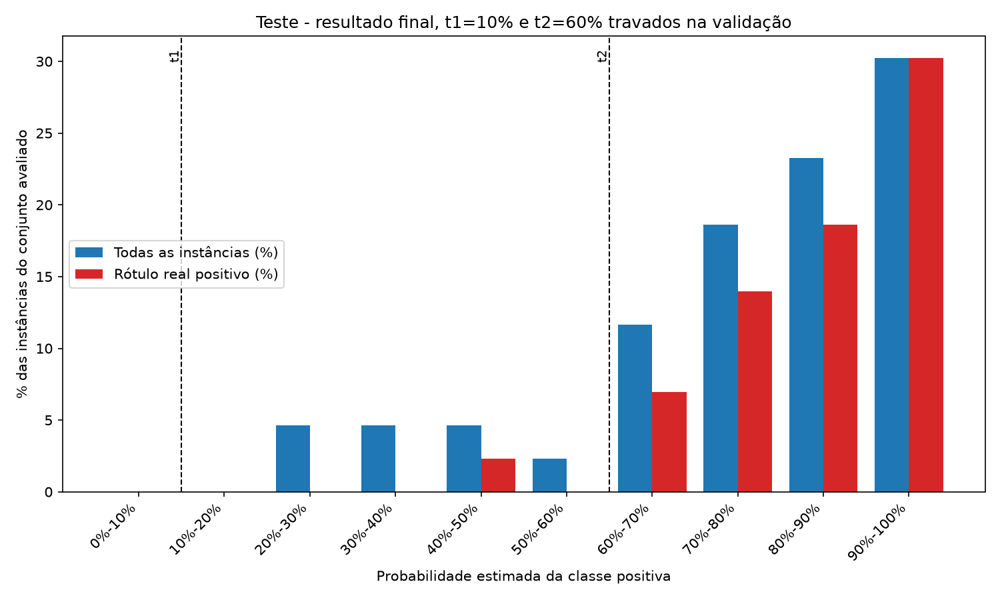 Teste - resultado final, t1=10% e t2=60% travados na validação
t1
t2
% das instâncias do conjunto avaliado
30
25
20
15
10
5
0
Todas as instâncias (%)
Rótulo real positivo (%)
0%-10%
10%-20%
20%-30%
30%-40%
40%-50%
50%-60%
60%-70%
70%-80%
80%-90%
90%-100%
Probabilidade estimada da classe positiva